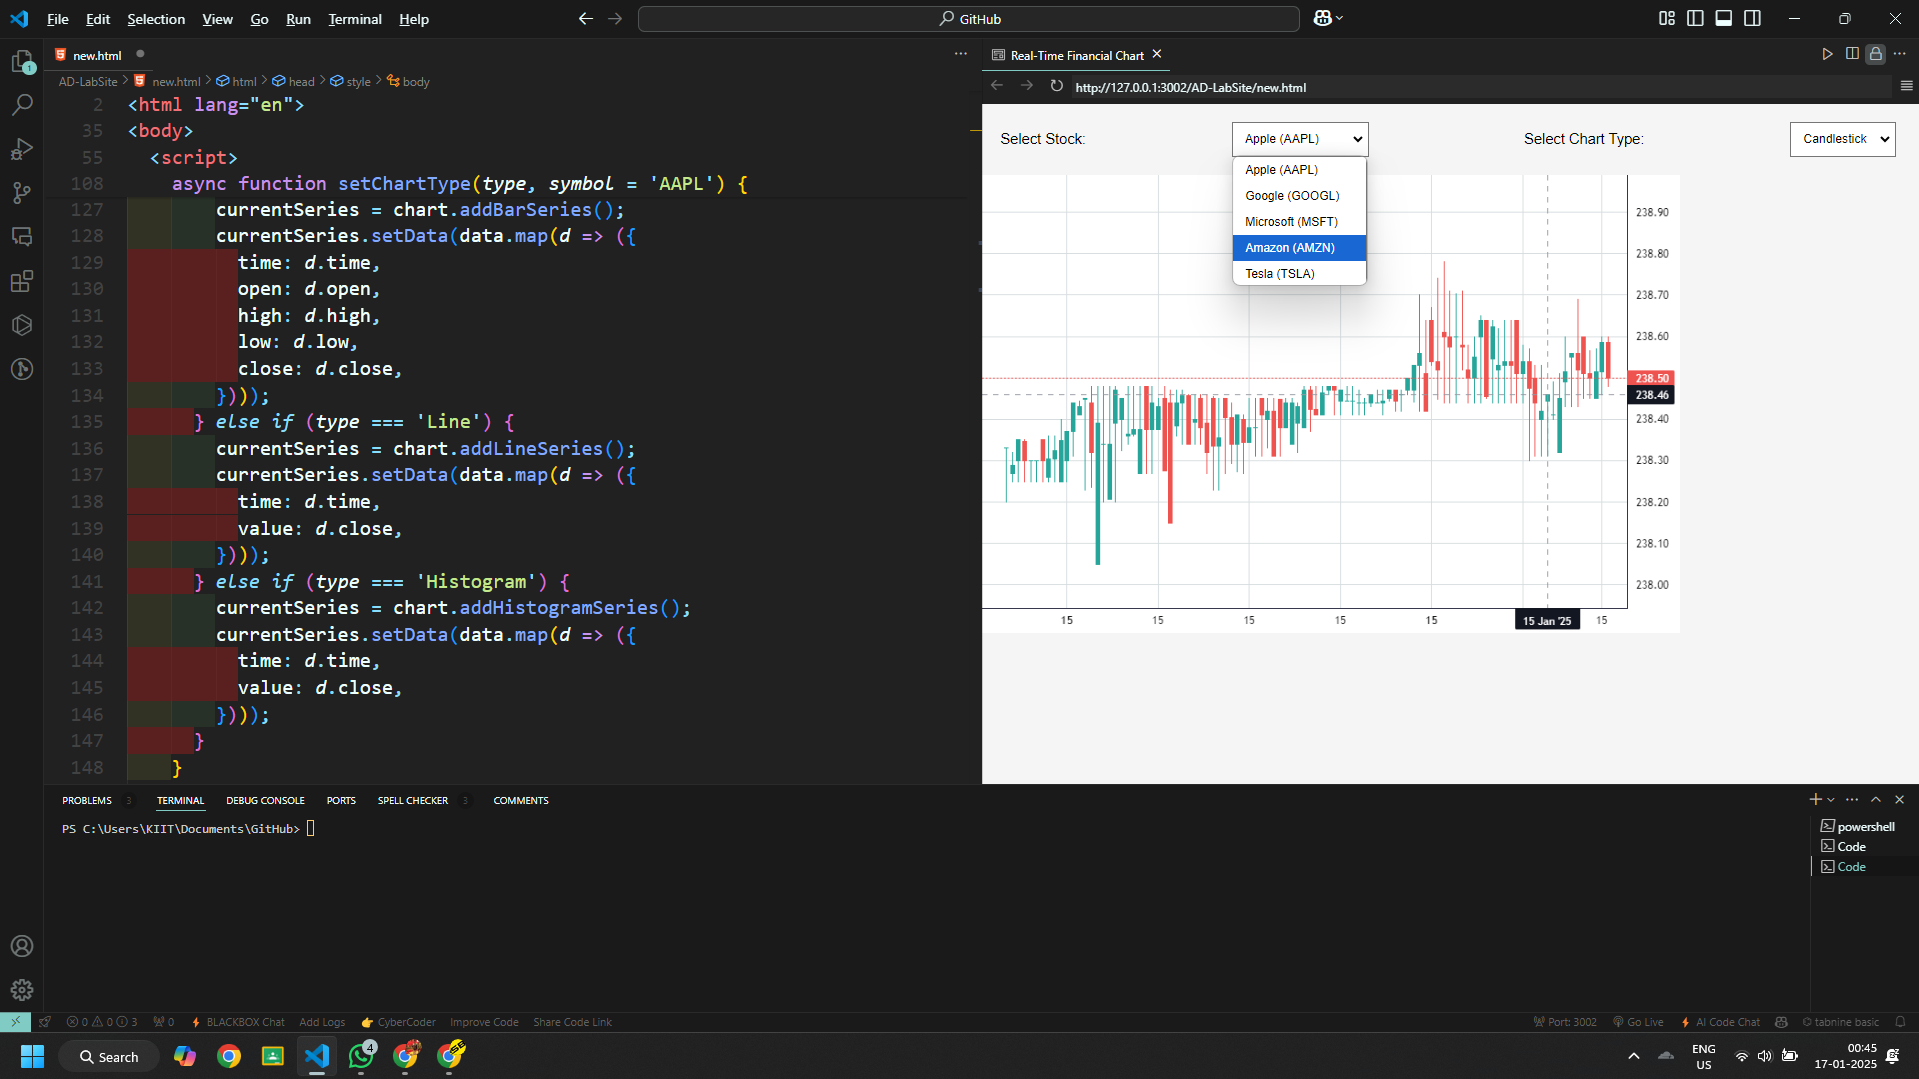 File Edit Selection View Go Run Terminal Help
GitHub
new.html
AD-LabSite > new.html > html > head > style > body
2 <html lang="en">
35 <body>
55 <script>
108 async function setChartType(type, symbol = 'AAPL') {
127 currentSeries = chart.addBarSeries();
128 currentSeries.setData(data.map(d => ({
129 time: d.time,
130 open: d.open,
131 high: d.high,
132 low: d.low,
133 close: d.close,
134 })));
135 } else if (type === 'Line') {
136 currentSeries = chart.addLineSeries();
137 currentSeries.setData(data.map(d => ({
138 time: d.time,
139 value: d.close,
140 })));
141 } else if (type === 'Histogram') {
142 currentSeries = chart.addHistogramSeries();
143 currentSeries.setData(data.map(d => ({
144 time: d.time,
145 value: d.close,
146 })));
147 }
148 }
Real-Time Financial Chart
http://127.0.0.1:3002/AD-LabSite/new.html
Select Stock: Apple (AAPL) Select Chart Type: Candlestick
Apple (AAPL)
Google (GOOGL)
Microsoft (MSFT)
Amazon (AMZN)
Tesla (TSLA)
238.90
238.80
238.70
238.60
238.50
238.46
238.40
238.30
238.20
238.10
238.00
15 15 15 15 15 15 Jan '25 15
PROBLEMS 3 TERMINAL DEBUG CONSOLE PORTS SPELL CHECKER 3 COMMENTS
PS C:\Users\KIIT\Documents\GitHub>
powershell
Code
Code
0 0 3 0 BLACKBOX Chat Add Logs CyberCoder Improve Code Share Code Link Port: 3002 Go Live AI Code Chat tabnine basic
Search
4
ENG
US
00:45
17-01-2025
1